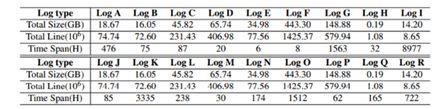 Log type Log A Log B Log C Log D Log E Log F Log G Log H Log I
Total Size(GB) 18.67 16.05 45.82 65.74 34.98 443.30 148.88 0.19 14.20
Total Line(10⁶) 74.74 72.60 231.43 406.98 77.56 1425.37 579.94 1.08 8.65
Time Span(H) 476 75 87 20 6 8 1563 32 8977
Log type Log J Log K Log L Log M Log N Log O Log P Log Q Log R
Total Size(GB) 18.67 16.05 45.82 65.74 34.98 443.30 148.88 0.19 14.20
Total Line(10⁶) 74.74 72.60 231.43 406.98 77.56 1425.37 579.94 1.08 8.65
Time Span(H) 85 3335 238 30 174 1512 62 165 722